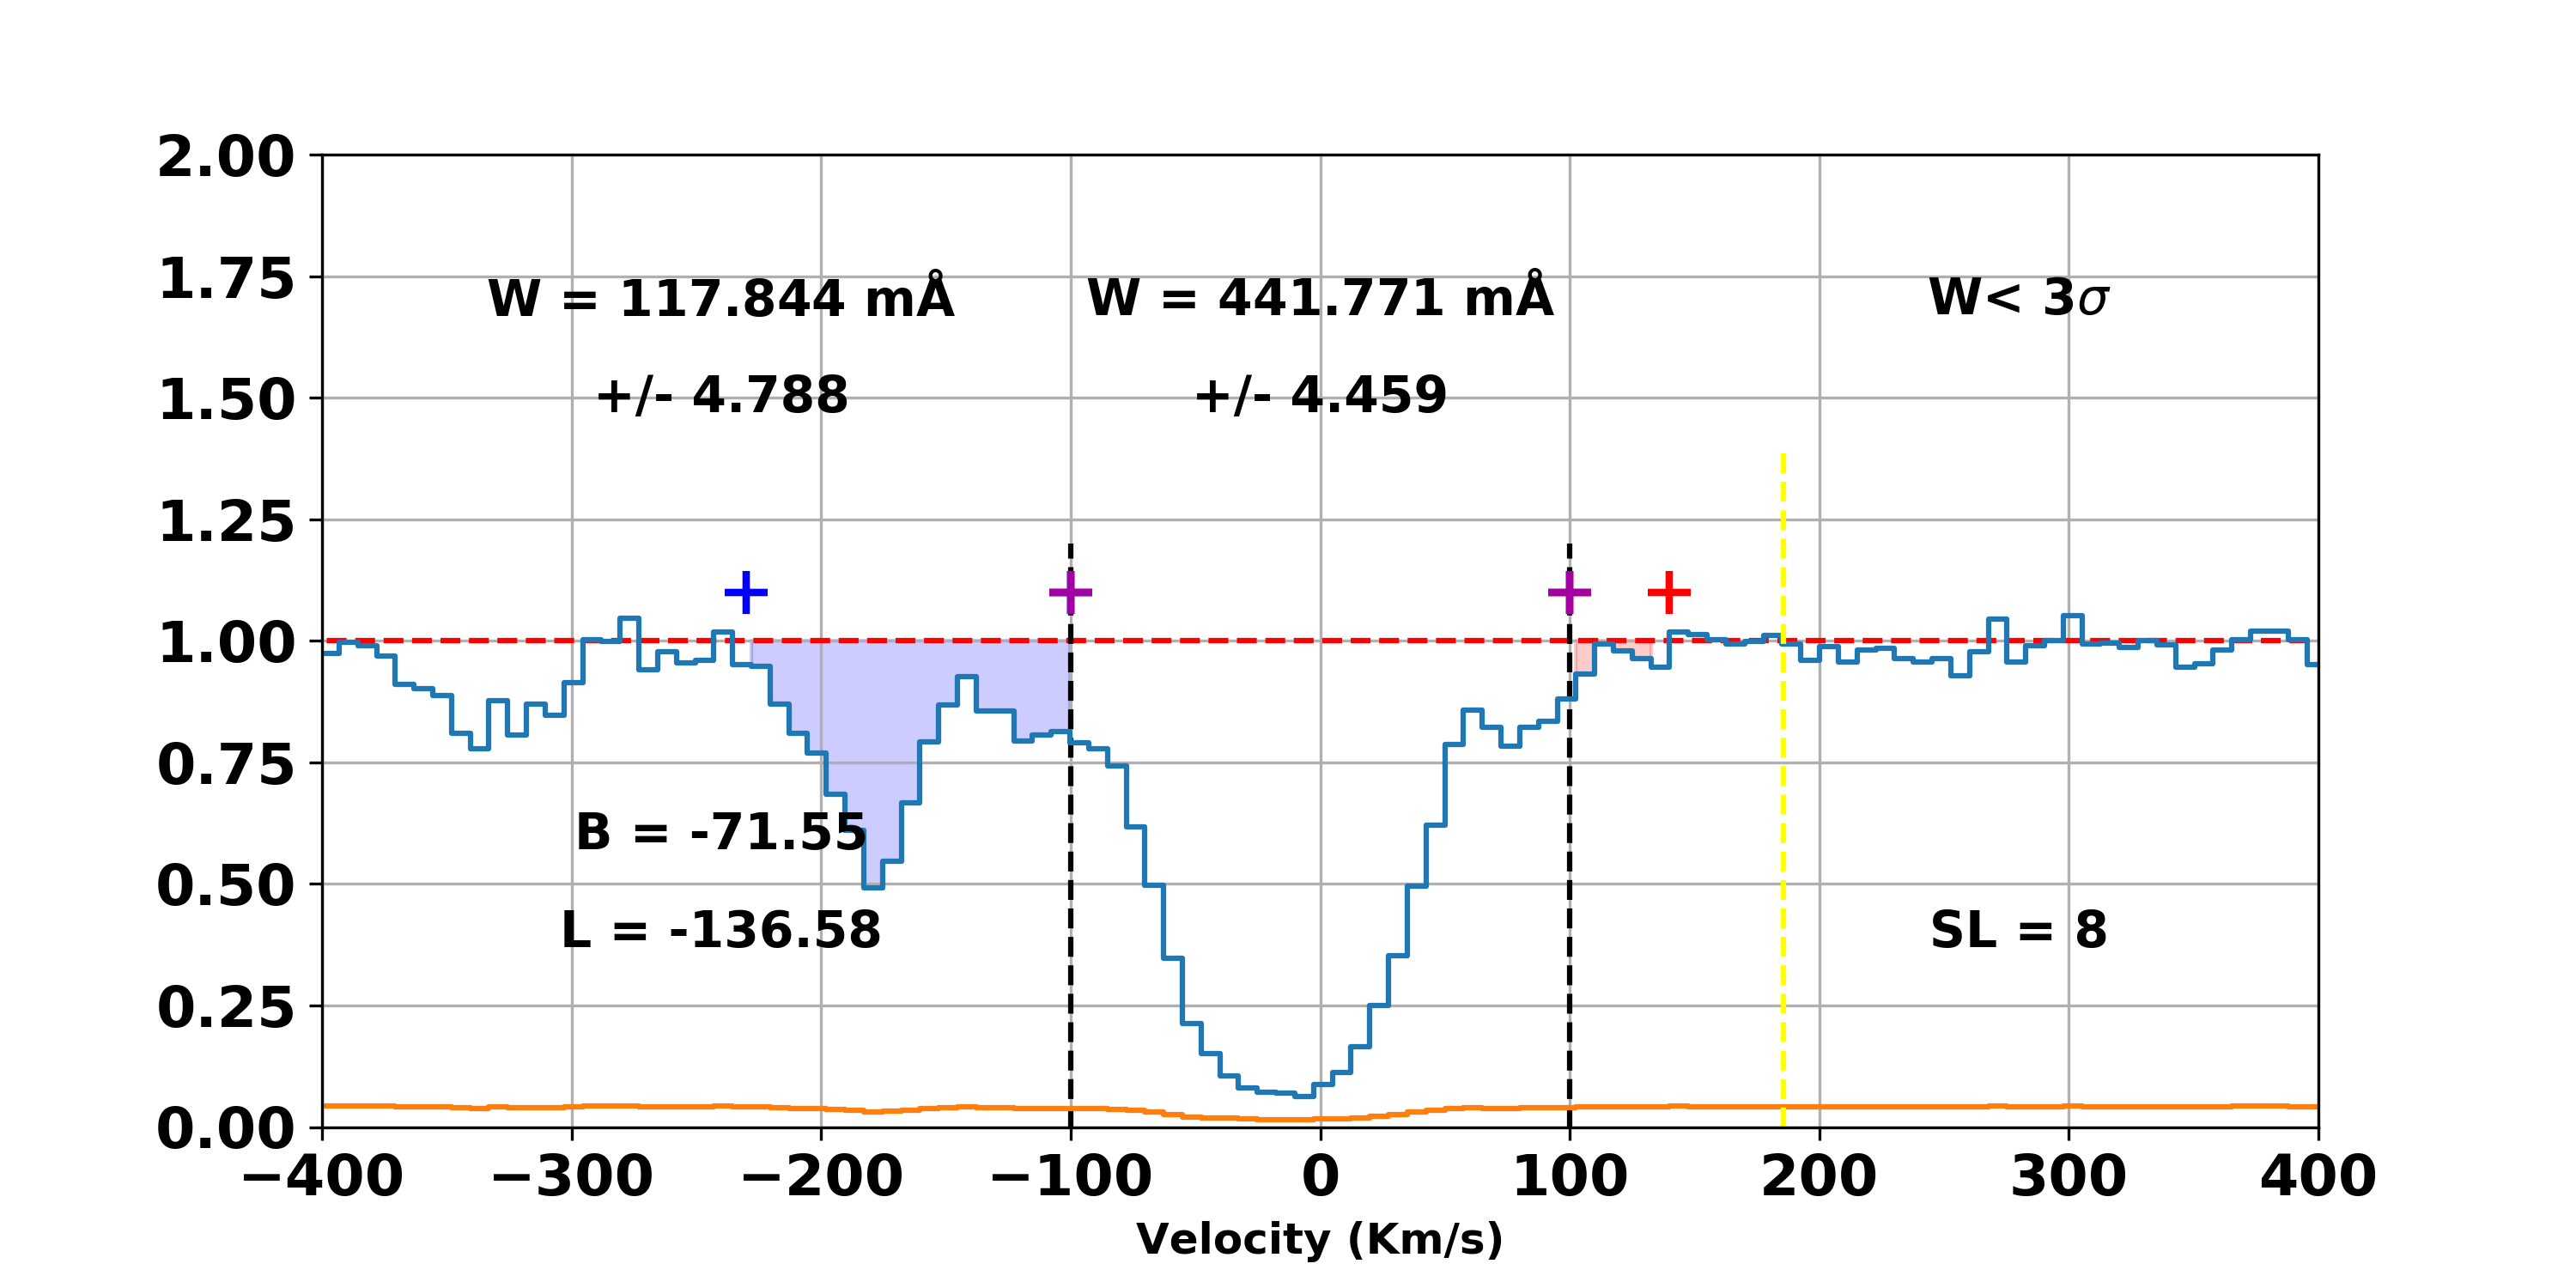 2.00
1.75
1.50
1.25
1.00
0.75
0.50
0.25
0.00
W = 117.844 mÅ
+/- 4.788
W = 441.771 mÅ
+/- 4.459
W< 3σ
B = -71.55
L = -136.58
SL = 8
−400 −300 −200 −100 0 100 200 300 400
Velocity (Km/s)